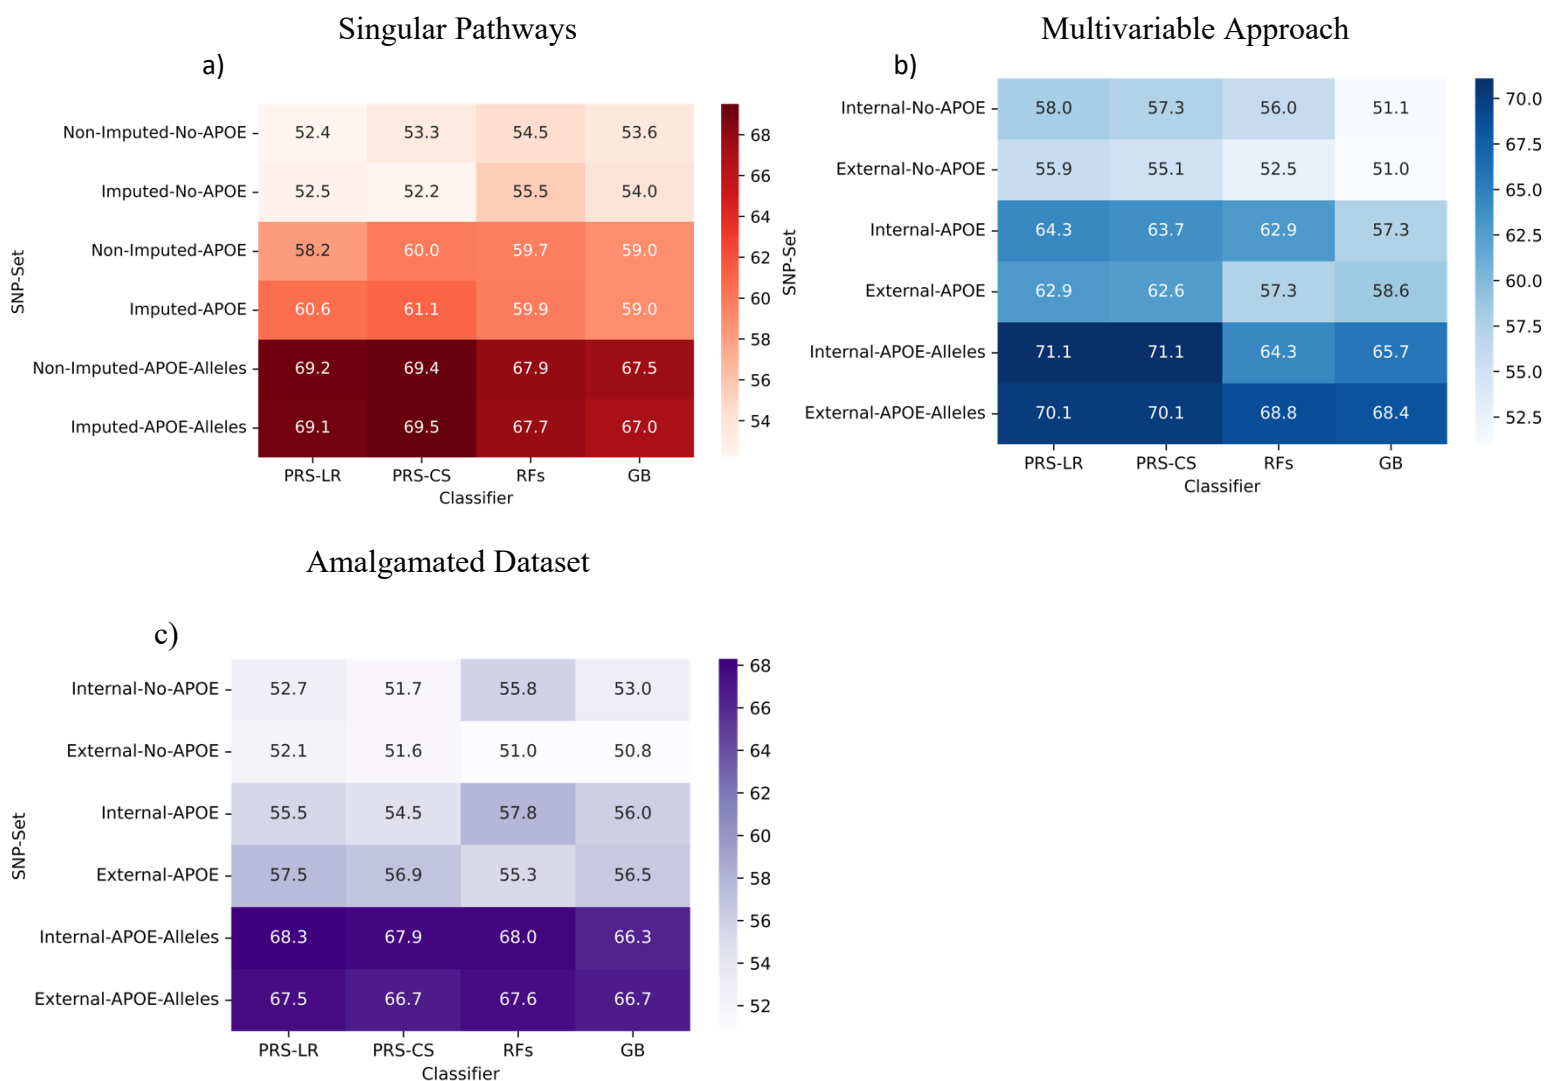 Singular Pathways
a)
Non-Imputed-No-APOE 52.4 53.3 54.5 53.6
Imputed-No-APOE 52.5 52.2 55.5 54.0
Non-Imputed-APOE 58.2 60.0 59.7 59.0
Imputed-APOE 60.6 61.1 59.9 59.0
Non-Imputed-APOE-Alleles 69.2 69.4 67.9 67.5
Imputed-APOE-Alleles 69.1 69.5 67.7 67.0
PRS-LR PRS-CS RFs GB
Classifier
SNP-Set
68
66
64
62
60
58
56
54
Multivariable Approach
b)
Internal-No-APOE 58.0 57.3 56.0 51.1
External-No-APOE 55.9 55.1 52.5 51.0
Internal-APOE 64.3 63.7 62.9 57.3
External-APOE 62.9 62.6 57.3 58.6
Internal-APOE-Alleles 71.1 71.1 64.3 65.7
External-APOE-Alleles 70.1 70.1 68.8 68.4
PRS-LR PRS-CS RFs GB
Classifier
SNP-Set
70.0
67.5
65.0
62.5
60.0
57.5
55.0
52.5
Amalgamated Dataset
c)
Internal-No-APOE 52.7 51.7 55.8 53.0
External-No-APOE 52.1 51.6 51.0 50.8
Internal-APOE 55.5 54.5 57.8 56.0
External-APOE 57.5 56.9 55.3 56.5
Internal-APOE-Alleles 68.3 67.9 68.0 66.3
External-APOE-Alleles 67.5 66.7 67.6 66.7
PRS-LR PRS-CS RFs GB
Classifier
SNP-Set
68
66
64
62
60
58
56
54
52